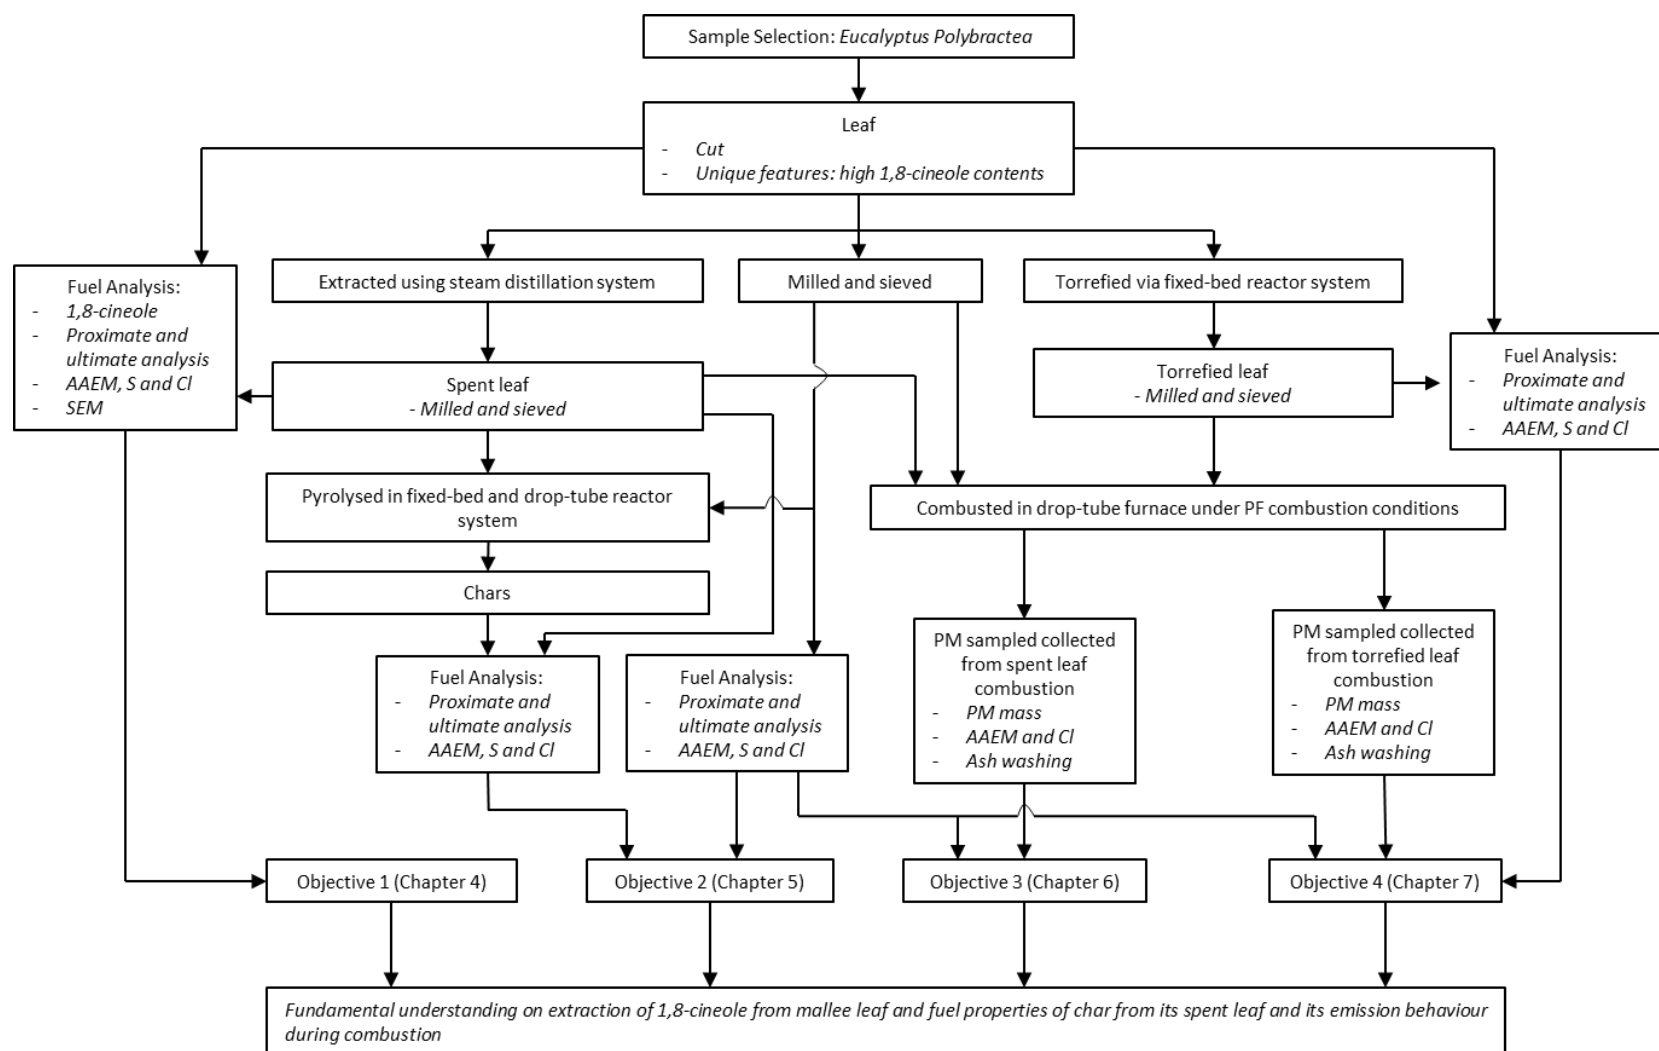 Sample Selection: Eucalyptus Polybractea
Leaf
- Cut
- Unique features: high 1,8-cineole contents
Extracted using steam distillation system
Milled and sieved
Torrefied via fixed-bed reactor system
Fuel Analysis:
- 1,8-cineole
- Proximate and
ultimate analysis
- AAEM, S and Cl
- SEM
Spent leaf
- Milled and sieved
Torrefied leaf
- Milled and sieved
Fuel Analysis:
- Proximate and
ultimate analysis
- AAEM, S and Cl
Pyrolysed in fixed-bed and drop-tube reactor
system
Combusted in drop-tube furnace under PF combustion conditions
Chars
Fuel Analysis:
- Proximate and
ultimate analysis
- AAEM, S and Cl
Fuel Analysis:
- Proximate and
ultimate analysis
- AAEM, S and Cl
PM sampled collected
from spent leaf
combustion
- PM mass
- AAEM and Cl
- Ash washing
PM sampled collected
from torrefied leaf
combustion
- PM mass
- AAEM and Cl
- Ash washing
Objective 1 (Chapter 4)
Objective 2 (Chapter 5)
Objective 3 (Chapter 6)
Objective 4 (Chapter 7)
Fundamental understanding on extraction of 1,8-cineole from mallee leaf and fuel properties of char from its spent leaf and its emission behaviour
during combustion